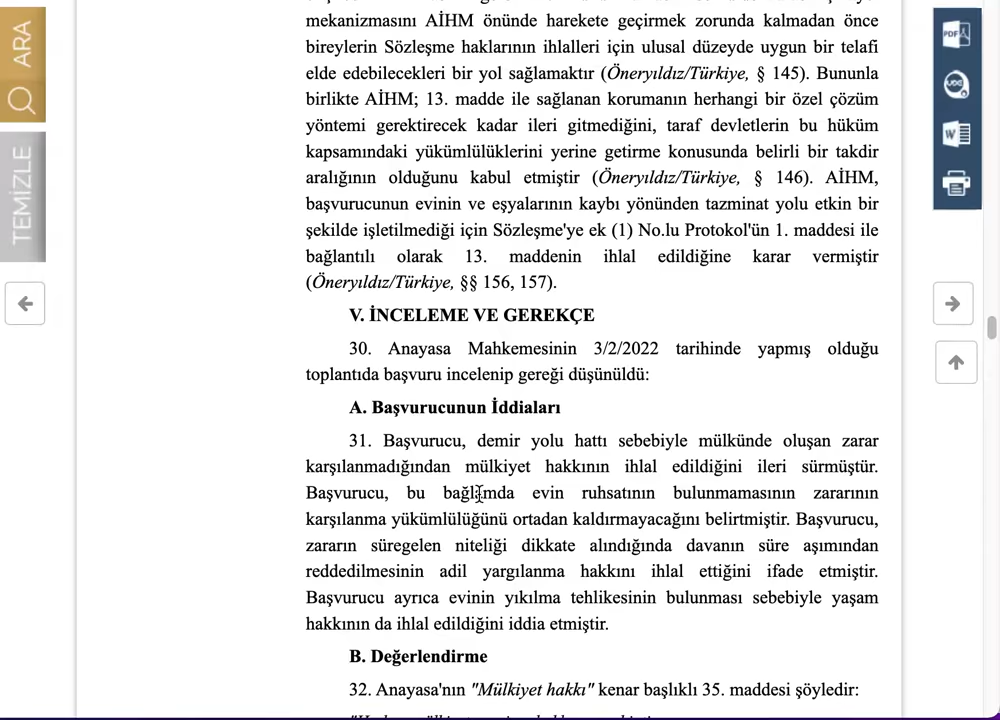 mekanizmasını AİHM önünde harekete geçirmek zorunda kalmadan önce
bireylerin Sözleşme haklarının ihlalleri için ulusal düzeyde uygun bir telafi
elde edebilecekleri bir yol sağlamaktır (Öneryıldız/Türkiye, § 145). Bununla
birlikte AİHM; 13. madde ile sağlanan korumanın herhangi bir özel çözüm
yöntemi gerektirecek kadar ileri gitmediğini, taraf devletlerin bu hüküm
kapsamındaki yükümlülüklerini yerine getirme konusunda belirli bir takdir
aralığının olduğunu kabul etmiştir (Öneryıldız/Türkiye, § 146). AİHM,
başvurucunun evinin ve eşyalarının kaybı yönünden tazminat yolu etkin bir
şekilde işletilmediği için Sözleşme'ye ek (1) No.lu Protokol'ün 1. maddesi ile
bağlantılı olarak 13. maddenin ihlal edildiğine karar vermiştir
(Öneryıldız/Türkiye, §§ 156, 157).
V. İNCELEME VE GEREKÇE
30. Anayasa Mahkemesinin 3/2/2022 tarihinde yapmış olduğu
toplantıda başvuru incelenip gereği düşünüldü:
A. Başvurucunun İddiaları
31. Başvurucu, demir yolu hattı sebebiyle mülkünde oluşan zarar
karşılanmadığından mülkiyet hakkının ihlal edildiğini ileri sürmüştür.
Başvurucu, bu bağlamda evin ruhsatının bulunmamasının zararının
karşılanma yükümlülüğünü ortadan kaldırmayacağını belirtmiştir. Başvurucu,
zararın süregelen niteliği dikkate alındığında davanın süre aşımından
reddedilmesinin adil yargılanma hakkını ihlal ettiğini ifade etmiştir.
Başvurucu ayrıca evinin yıkılma tehlikesinin bulunması sebebiyle yaşam
hakkının da ihlal edildiğini iddia etmiştir.
B. Değerlendirme
32. Anayasa'nın "Mülkiyet hakkı" kenar başlıklı 35. maddesi şöyledir:
ARA
TEMİZLE
PDF
W